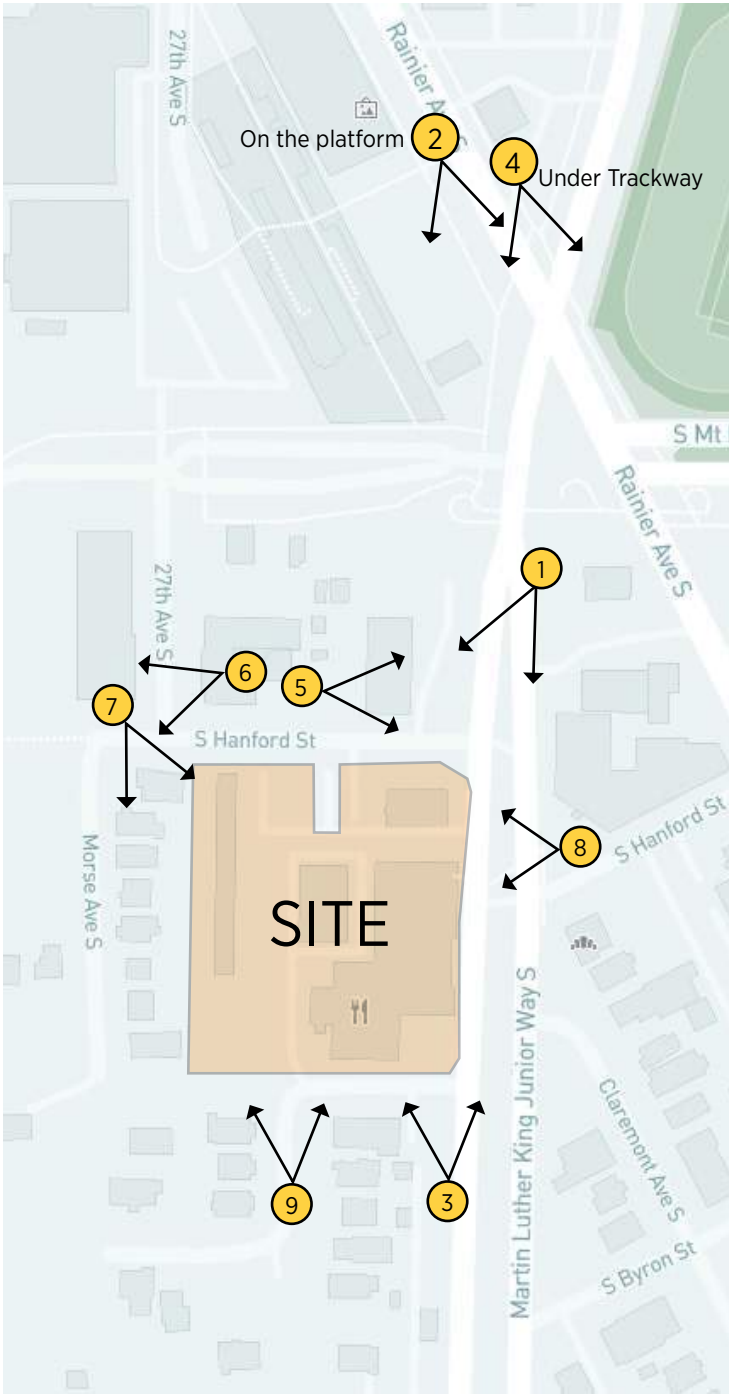 27th Ave S
Rainier Ave S
On the platform
2
4
Under Trackway
S Mt
Rainier Ave S
1
27th Ave S
6
5
7
S Hanford St
8
S Hanford St
Morse Ave S
SITE
Martin Luther King Junior Way S
Claremont Ave S
9
3
S Byron St